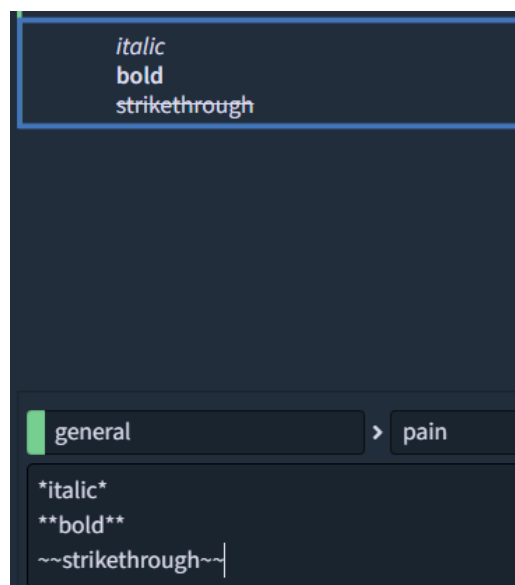 italic
bold
strikethrough
general > pain
*italic*
**bold**
~~strikethrough~~